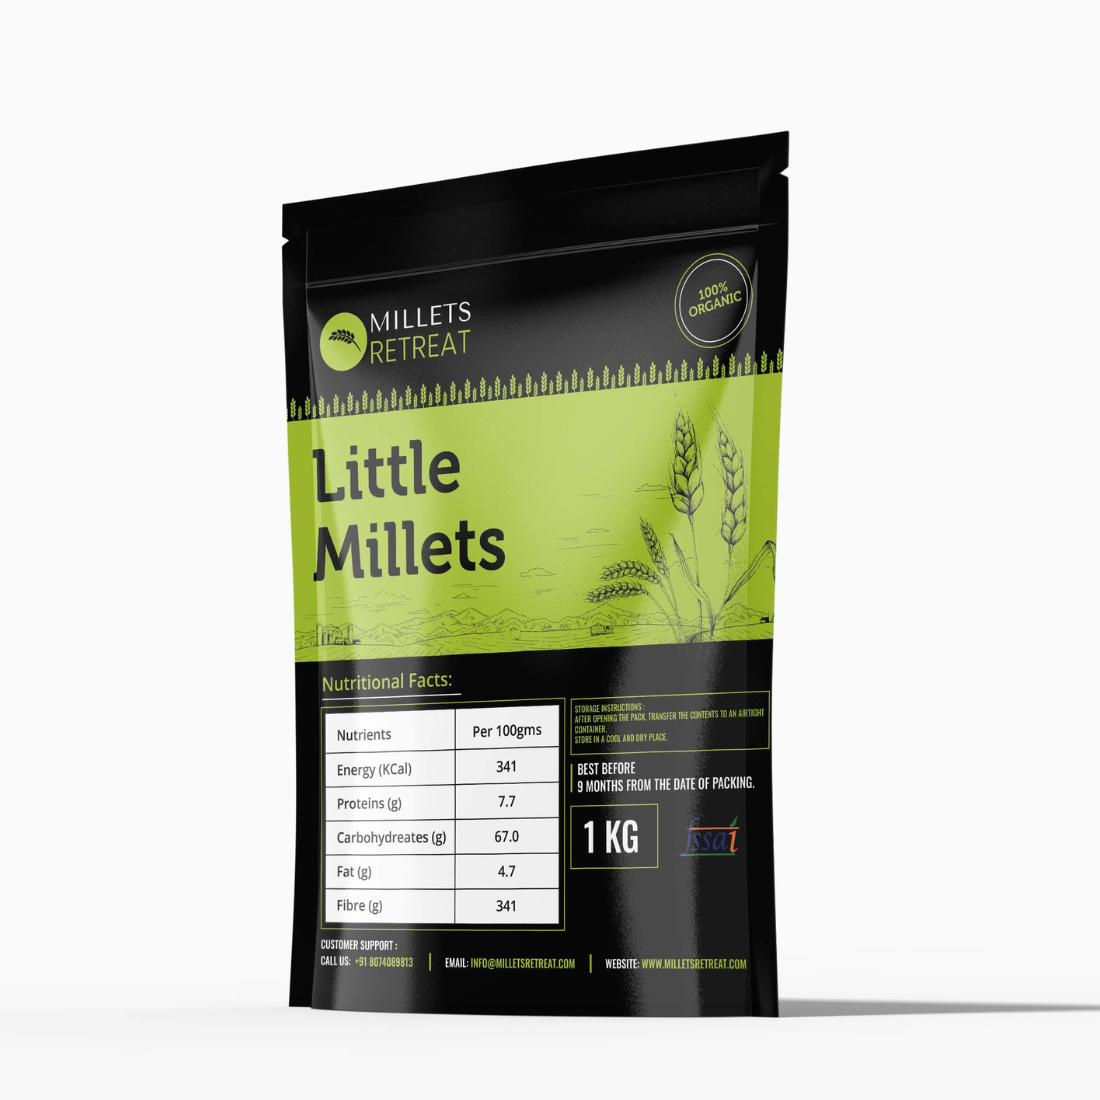 MILLETS
RETREAT
100%
ORGANIC
Little
Millets
Nutritional Facts:
Nutrients Per 100gms
Energy (KCal) 341
Proteins (g) 7.7
Carbohydreates (g) 67.0
Fat (g) 4.7
Fibre (g) 341
STORAGE INSTRUCTIONS :
AFTER OPENING THE PACK, TRANSFER THE CONTENTS TO AN AIRTIGHT
CONTAINER.
STORE IN A COOL AND DRY PLACE.
BEST BEFORE
9 MONTHS FROM THE DATE OF PACKING.
1 KG
fssai
CUSTOMER SUPPORT :
CALL US: +91 8074089813 EMAIL: INFO@MILLETSRETREAT.COM WEBSITE: WWW.MILLETSRETREAT.COM